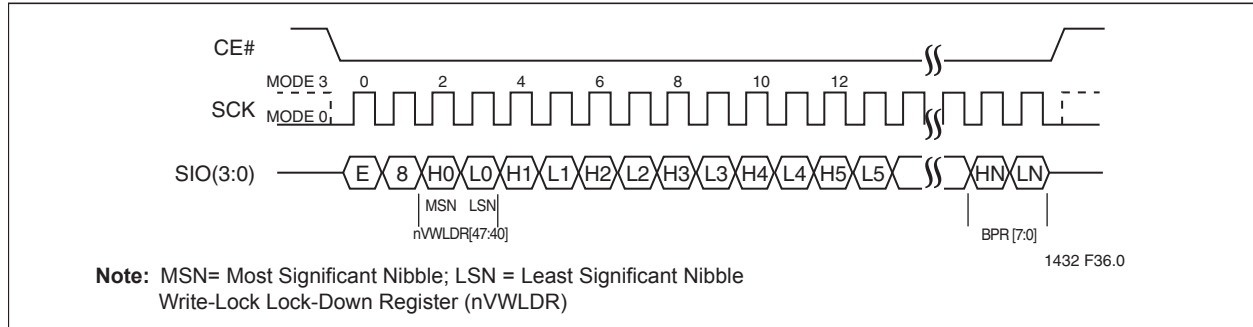 CE#
MODE 3 0 2 4 6 8 10 12
SCK
MODE 0
SIO(3:0) E 8 H0 L0 H1 L1 H2 L2 H3 L3 H4 L4 H5 L5 HN LN
MSN LSN
nVWLDR[47:40] BPR [7:0]
1432 F36.0
Note: MSN= Most Significant Nibble; LSN = Least Significant Nibble
Write-Lock Lock-Down Register (nVWLDR)